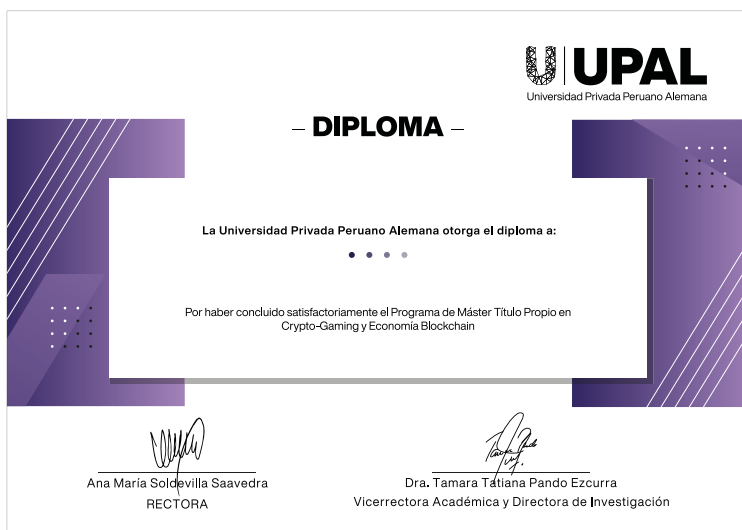 UPAL
Universidad Privada Peruano Alemana
– DIPLOMA –
La Universidad Privada Peruano Alemana otorga el diploma a:
Por haber concluido satisfactoriamente el Programa de Máster Título Propio en
Crypto-Gaming y Economía Blockchain
Ana María Soldevilla Saavedra
RECTORA
Dra. Tamara Tatiana Pando Ezcurra
Vicerrectora Académica y Directora de Investigación